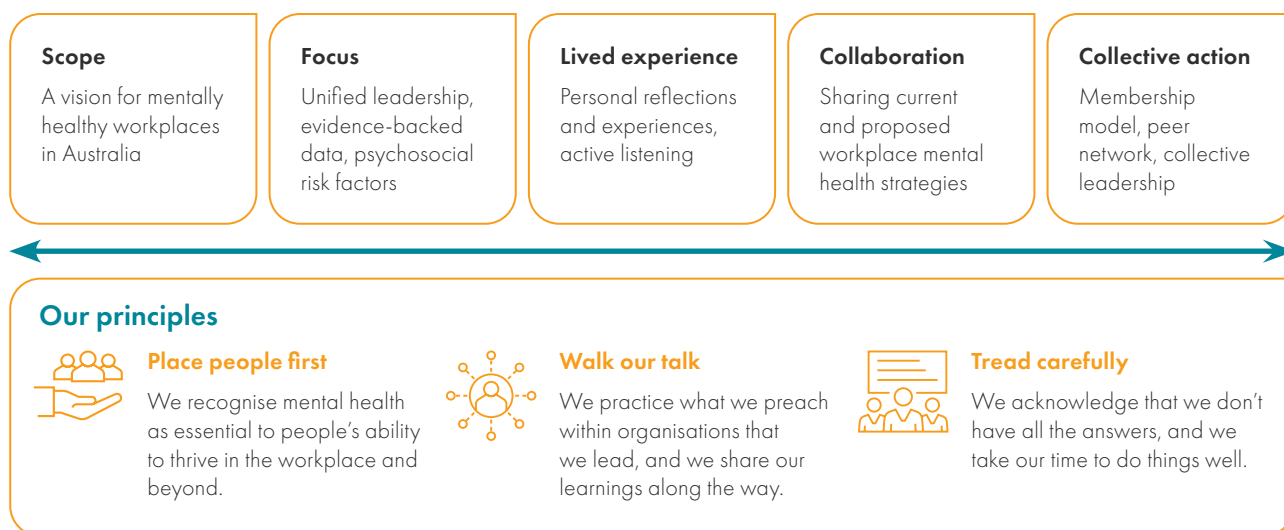 Scope
A vision for mentally
healthy workplaces
in Australia
Focus
Unified leadership,
evidence-backed
data, psychosocial
risk factors
Lived experience
Personal reflections
and experiences,
active listening
Collaboration
Sharing current
and proposed
workplace mental
health strategies
Collective action
Membership
model, peer
network, collective
leadership
Our principles
Place people first
We recognise mental health
as essential to people’s ability
to thrive in the workplace and
beyond.
Walk our talk
We practice what we preach
within organisations that
we lead, and we share our
learnings along the way.
Tread carefully
We acknowledge that we don’t
have all the answers, and we
take our time to do things well.